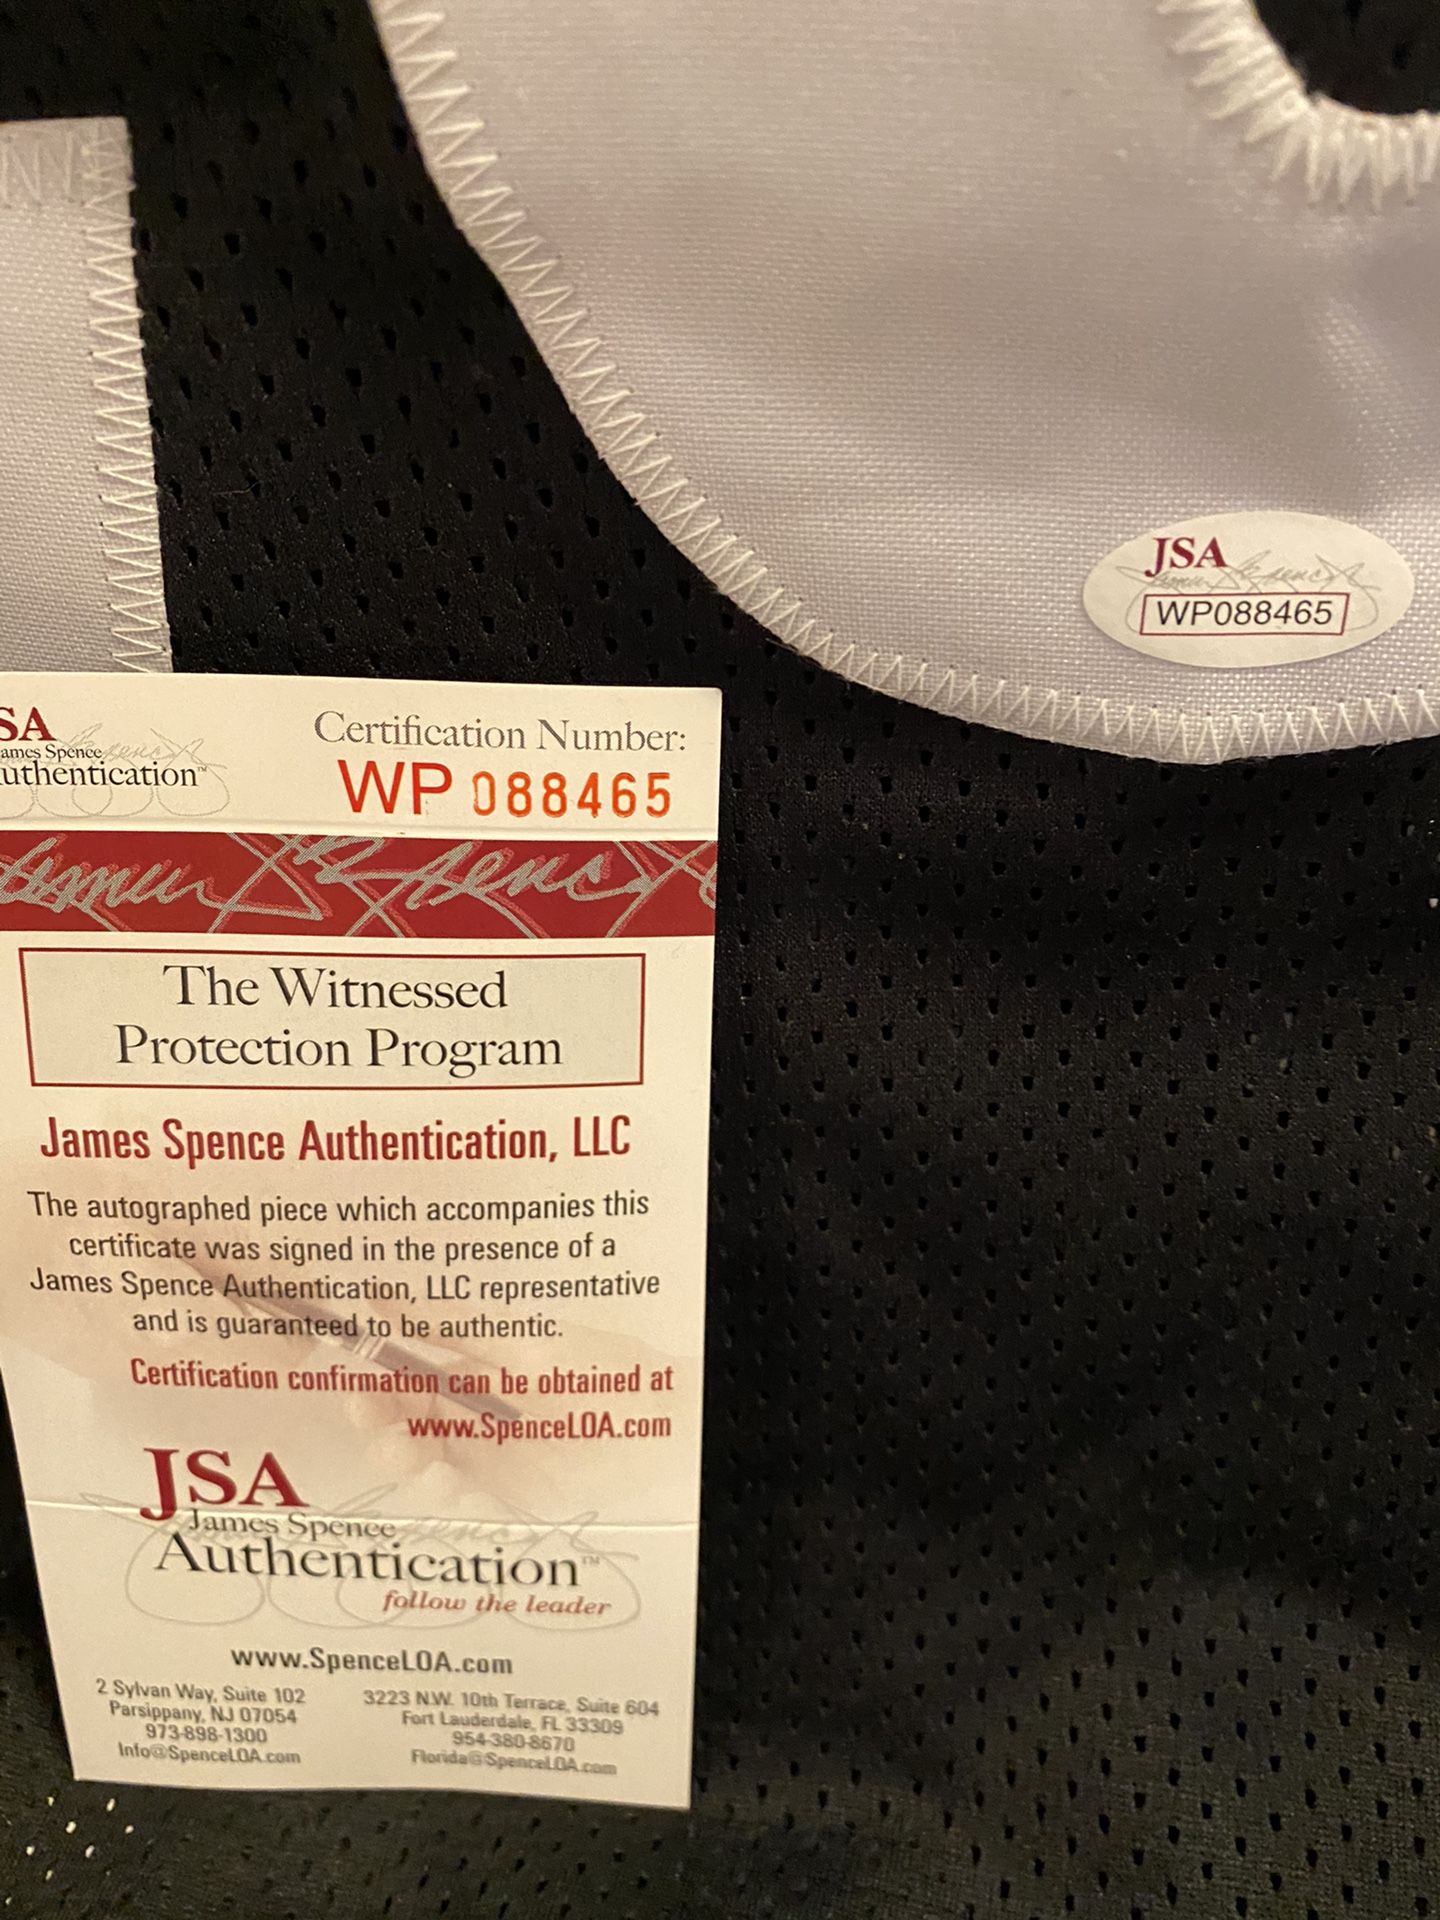 JSA
WP088465
SA
ames Spence
uthentication™
Certification Number:
WP 088465
The Witnessed
Protection Program
James Spence Authentication, LLC
The autographed piece which accompanies this
certificate was signed in the presence of a
James Spence Authentication, LLC representative
and is guaranteed to be authentic.
Certification confirmation can be obtained at
www.SpenceLOA.com
JSA
James Spence
Authentication™
follow the leader
www.SpenceLOA.com
2 Sylvan Way, Suite 102
Parsippany, NJ 07054
973-898-1300
Info@SpenceLOA.com
3223 N.W. 10th Terrace, Suite 604
Fort Lauderdale, FL 33309
954-380-8670
Florida@SpenceLOA.com